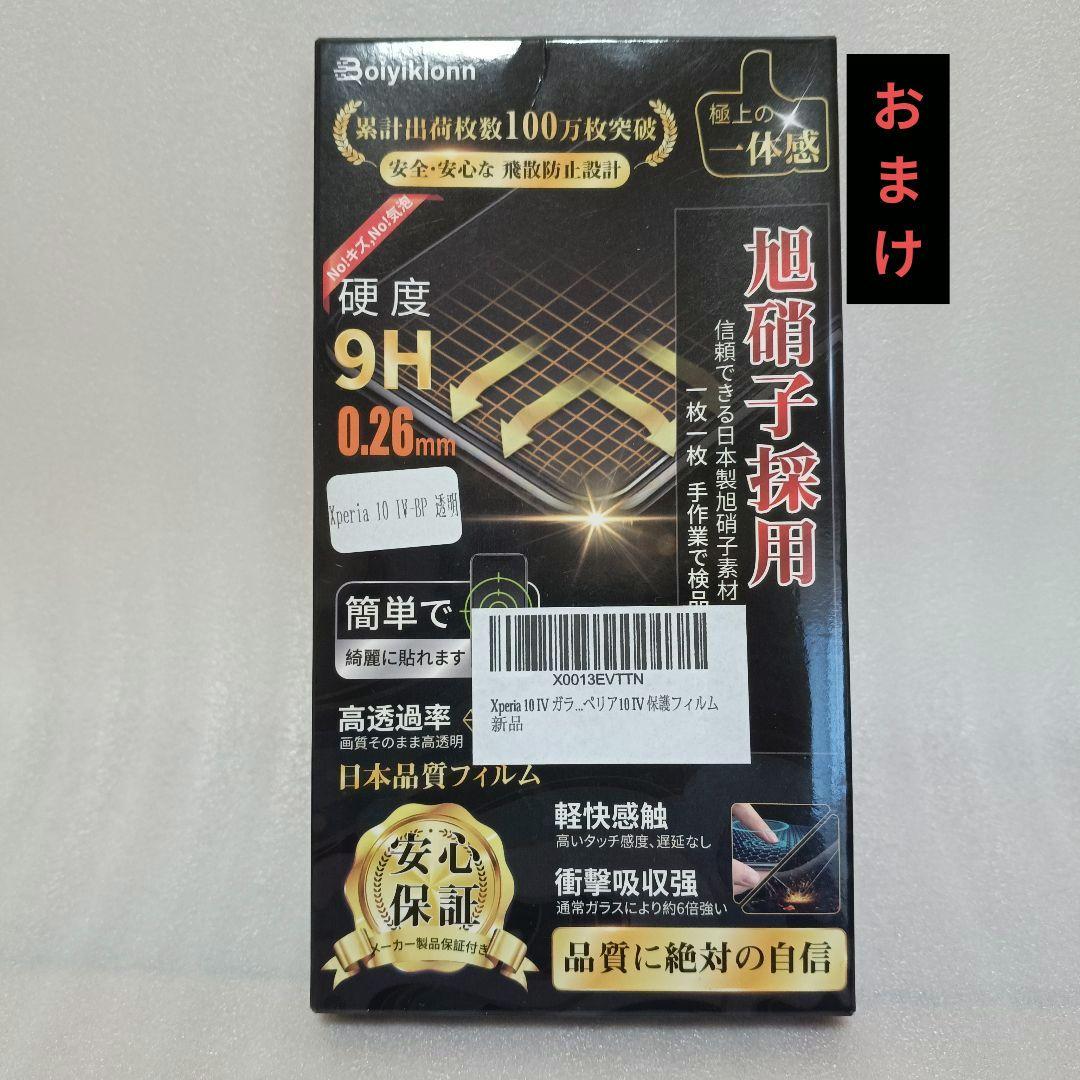 Boiyiklonn
累計出荷枚数100万枚突破
安全・安心な 飛散防止設計
極上の
一体感
おまけ
No!キズ,No!気泡
硬度
9H
0.26mm
旭硝子採用
信頼できる日本製旭硝子素材
一枚一枚 手作業で検品
Xperia 10 IV-BP 透明
簡単で
綺麗に貼れます
X0013EVTTN
Xperia 10 IV ガラ...ペリア10 IV 保護フィルム
新品
高透過率
画質そのまま高透明
日本品質フィルム
安心
保証
メーカー製品保証付き
軽快感触
高いタッチ感度、遅延なし
衝撃吸収强
通常ガラスにより約6倍強い
品質に絶対の自信